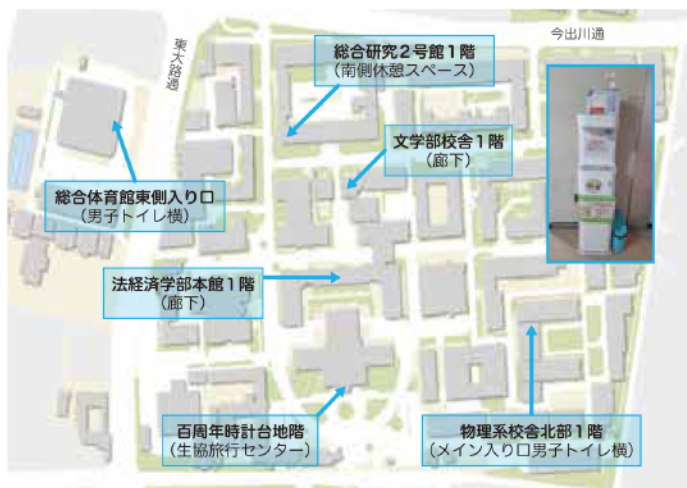 今出川通
東大路通
総合研究2号館1階
(南側休憩スペース)
文学部校舎1階
(廊下)
総合体育館東側入り口
(男子トイレ横)
法経済学部本館1階
(廊下)
百周年時計台地階
(生協旅行センター)
物理系校舎北部1階
(メイン入り口男子トイレ横)